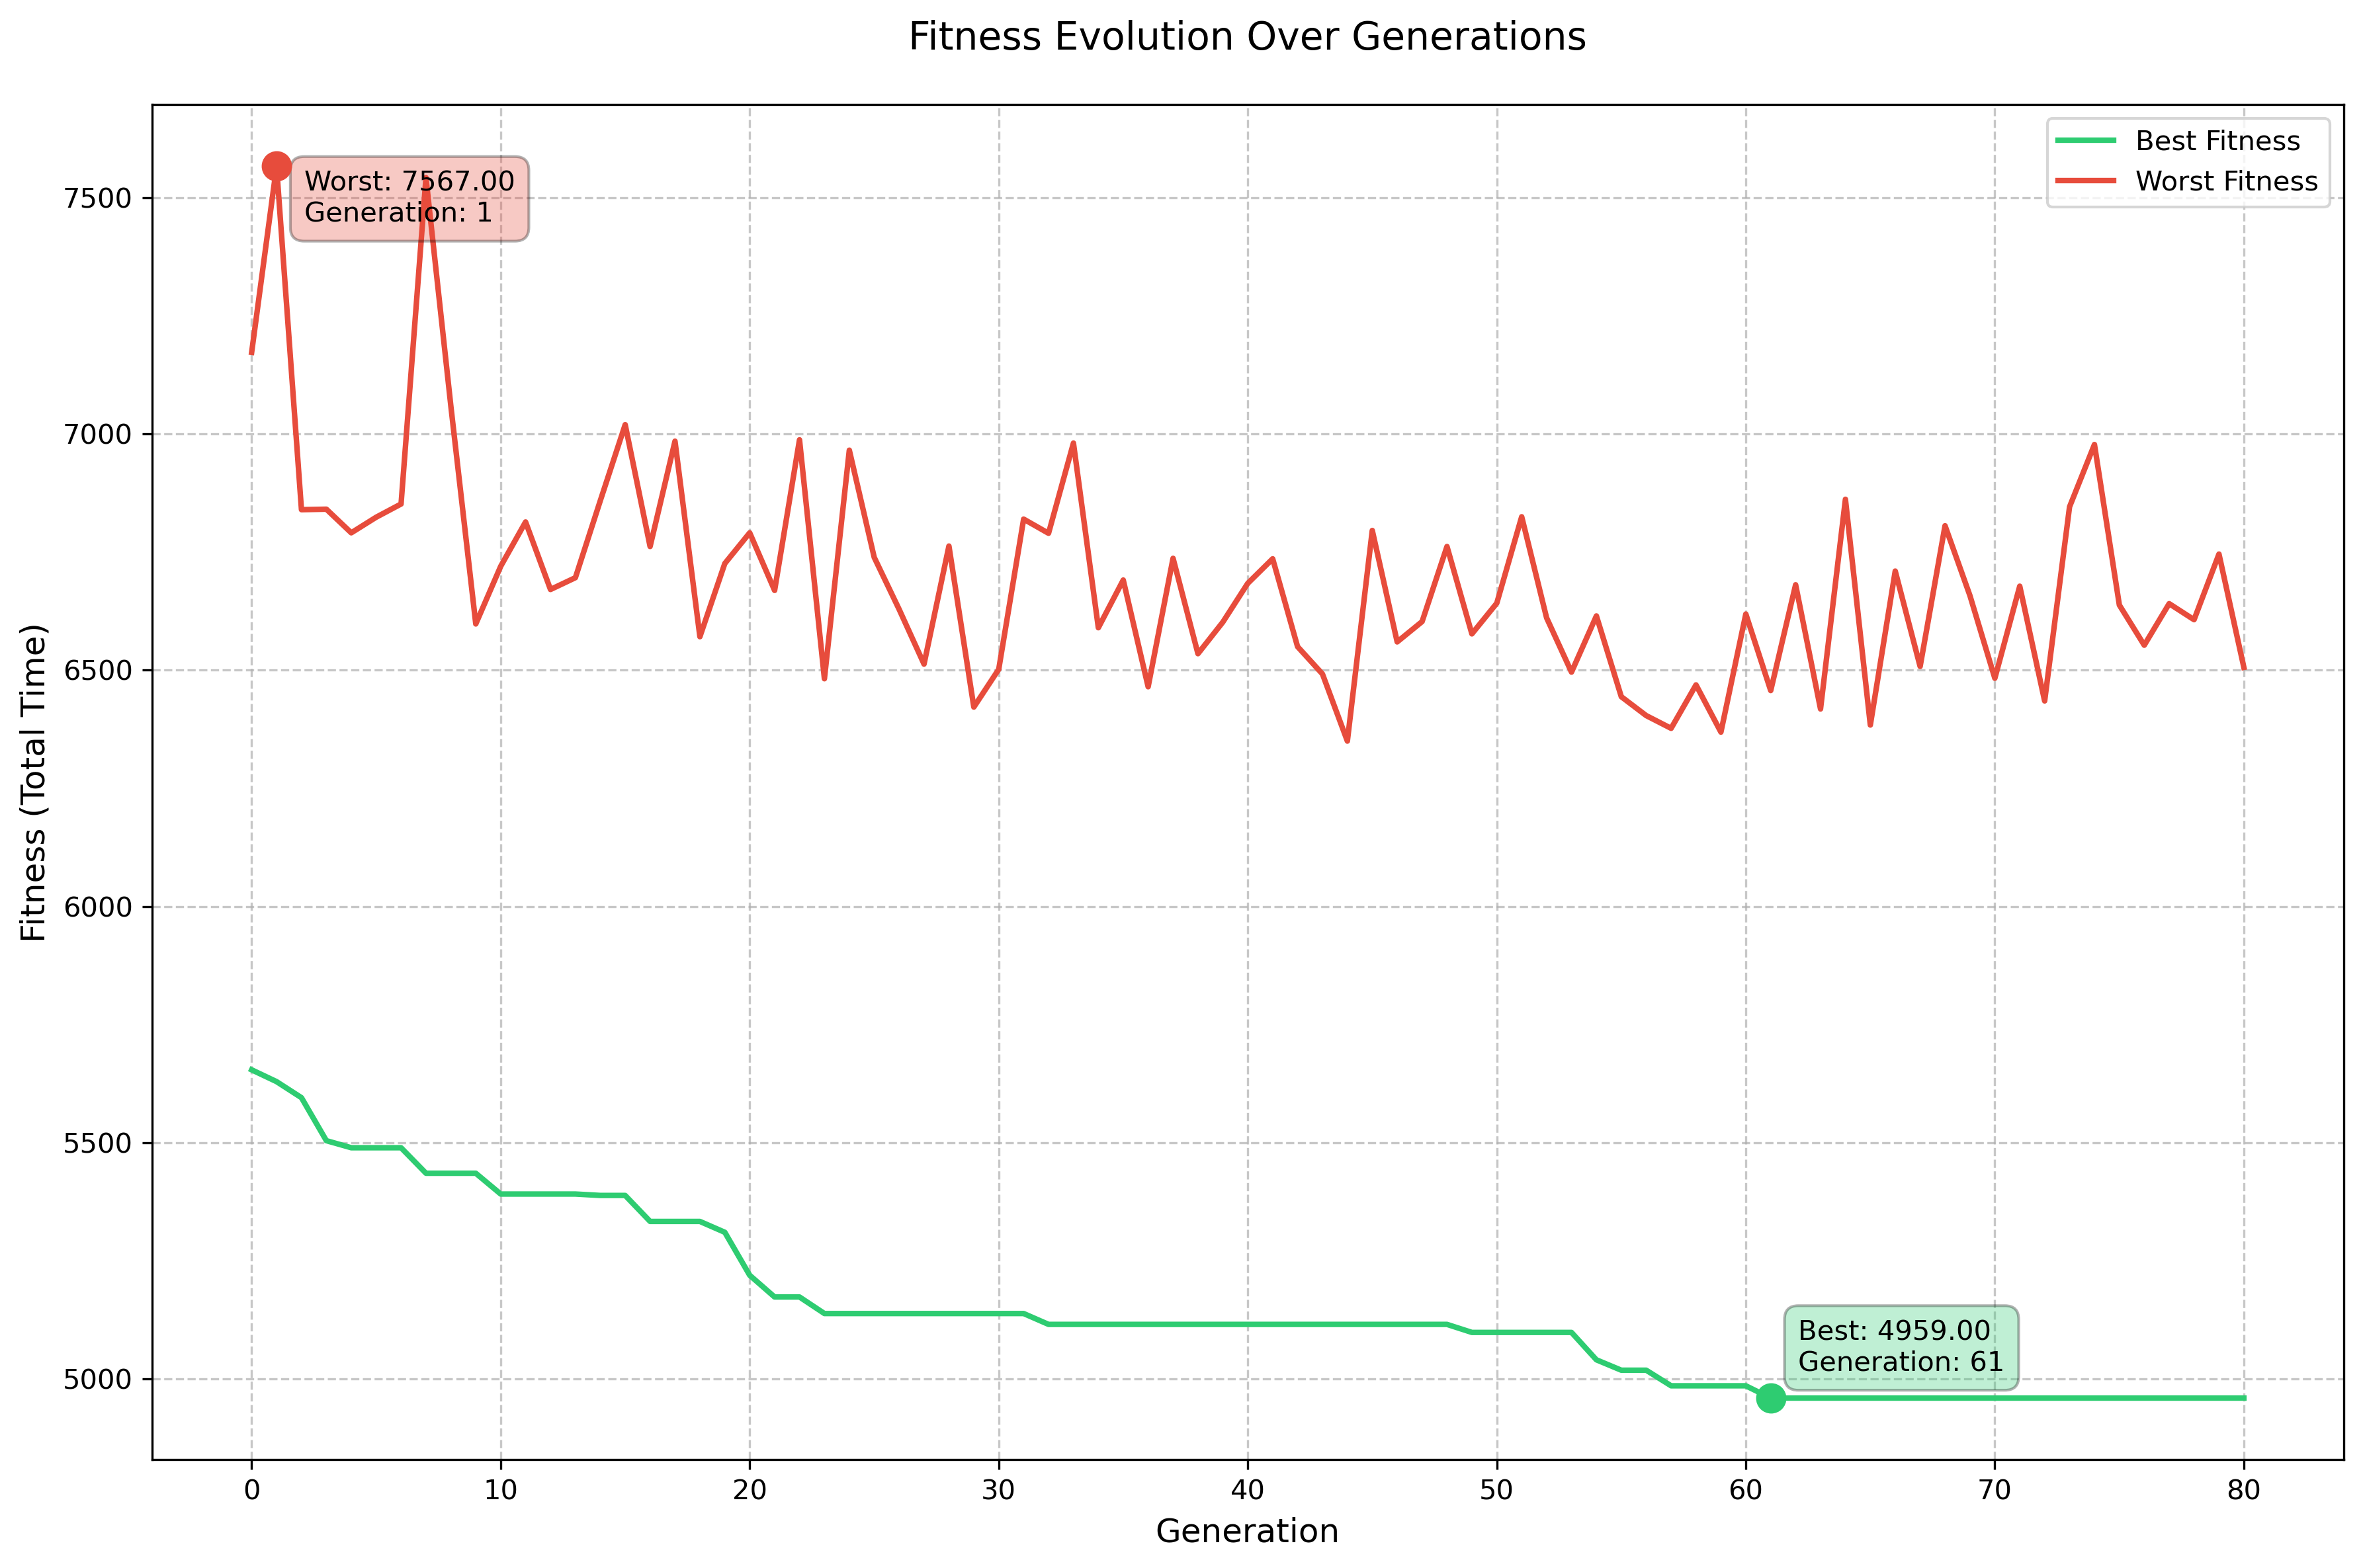 Fitness Evolution Over Generations
Best Fitness
Worst Fitness
Worst: 7567.00
Generation: 1
Best: 4959.00
Generation: 61
Fitness (Total Time)
7500
7000
6500
6000
5500
5000
0 10 20 30 40 50 60 70 80
Generation